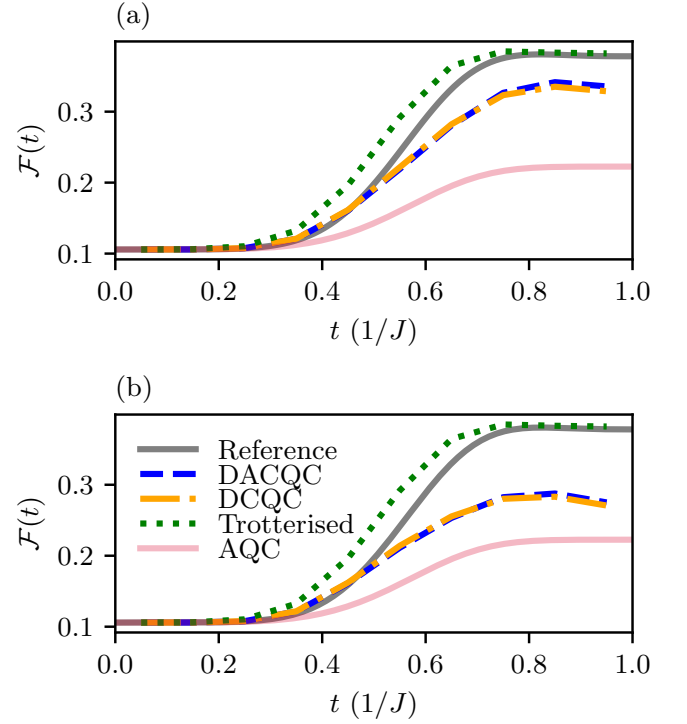 (a)
0.3
0.2
0.1
F(t)
0.0 0.2 0.4 0.6 0.8 1.0
t (1/J)
(b)
Reference
DACQC
DCQC
Trotterised
AQC
0.3
0.2
0.1
F(t)
0.0 0.2 0.4 0.6 0.8 1.0
t (1/J)